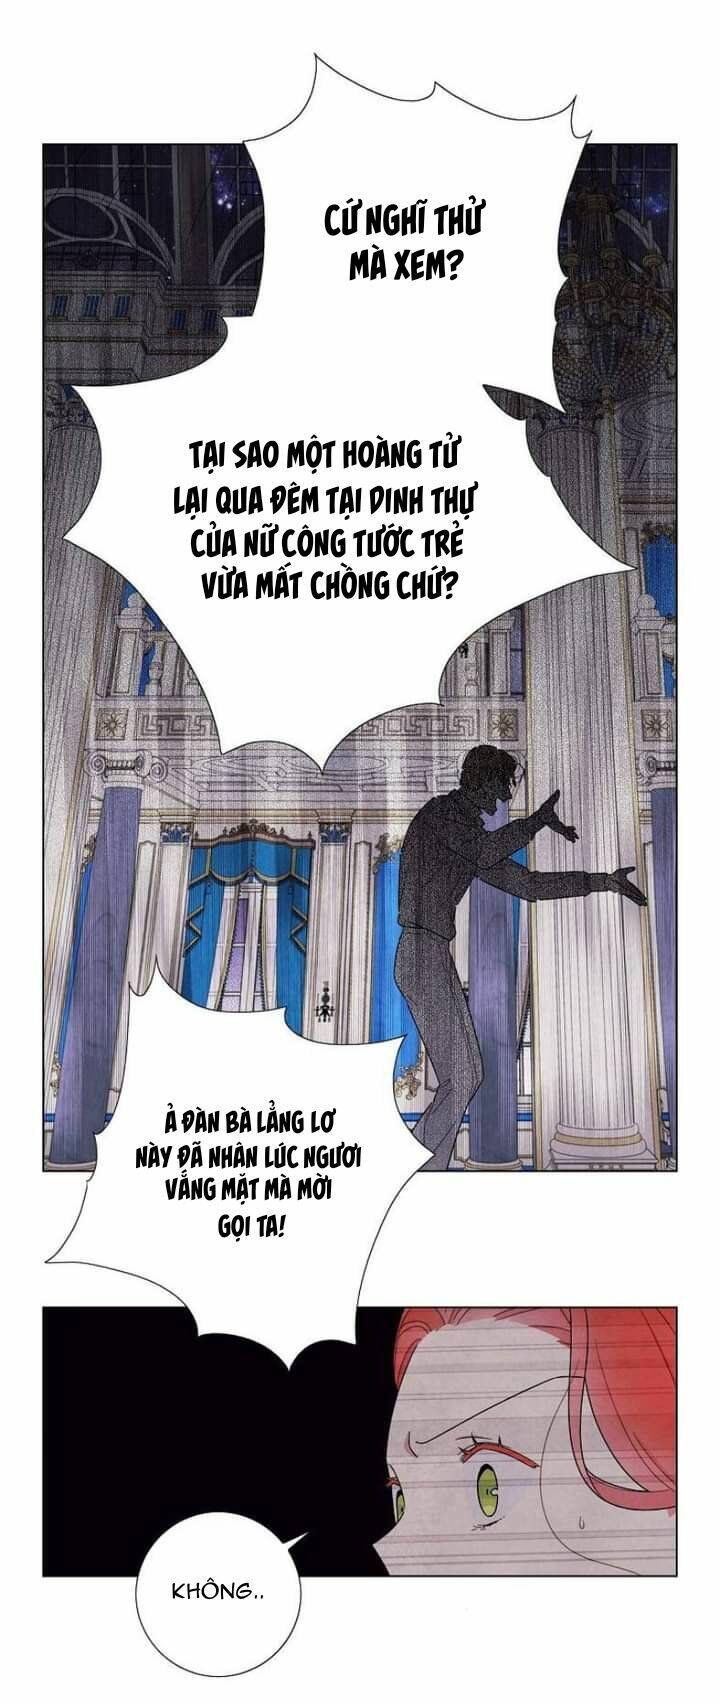 CỨ NGHĨ THỬ
MÀ XEM?
TẠI SAO MỘT HOÀNG TỬ
LẠI QUA ĐÊM TẠI DINH THỰ
CỦA NỮ CÔNG TƯỚC TRẺ
VỪA MẤT CHỒNG CHỨ?
Ả ĐÀN BÀ LẲNG LƠ
NÀY ĐÃ NHÂN LÚC NGƯƠI
VẮNG MẶT MÀ MỜI
GỌI TA!
KHÔNG..